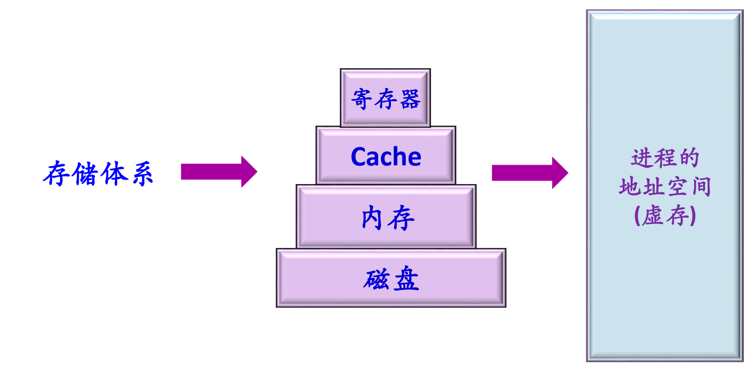 存储体系
寄存器
Cache
内存
磁盘
进程的
地址空间
(虚存)